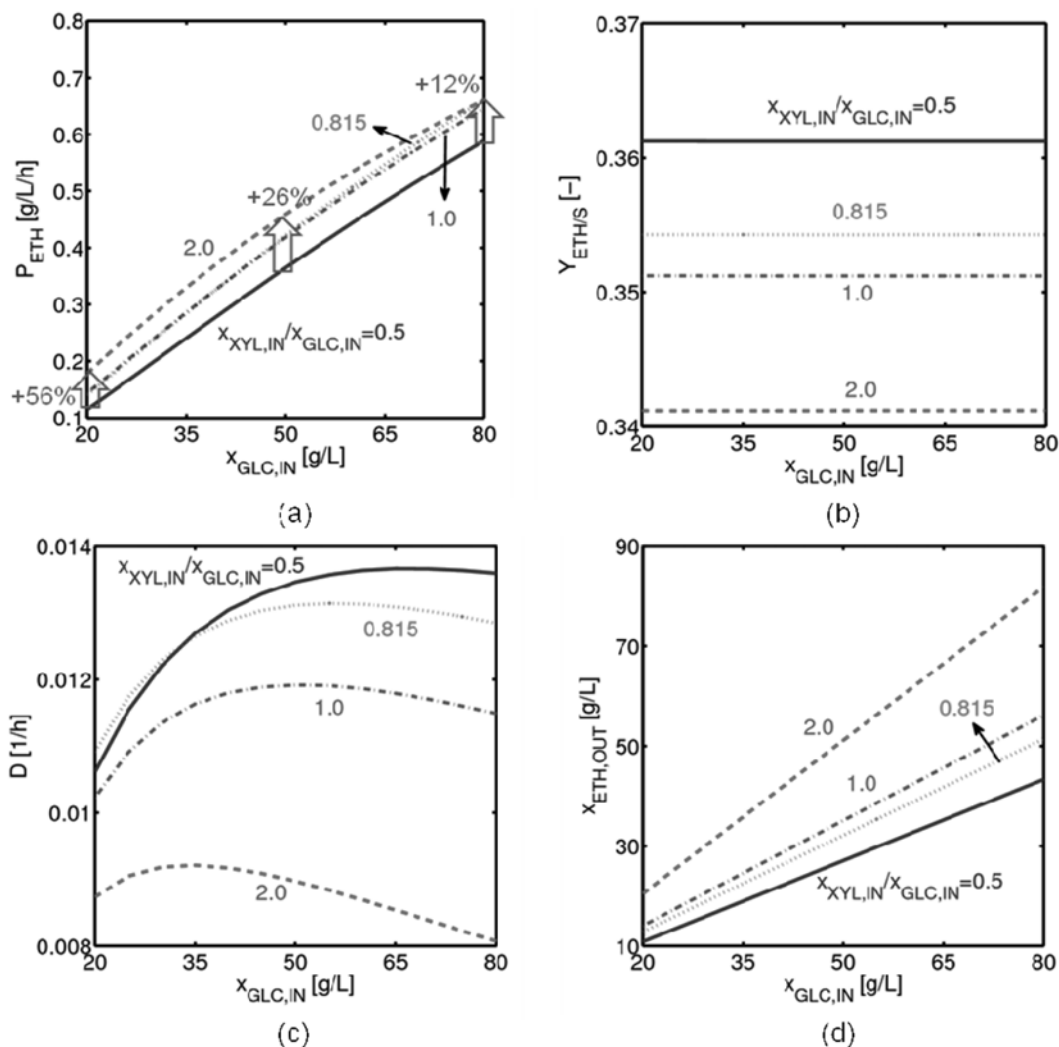 0.8
0.7
0.6
0.5
0.4
0.3
0.2
0.1
P_ETH [g/L/h]
+12%
0.815
+26%
1.0
2.0
x_XYL,IN/x_GLC,IN=0.5
+56%
20 35 50 65 80
x_GLC,IN [g/L]
(a)
0.37
0.36
0.35
0.34
Y_ETH/S [-]
x_XYL,IN/x_GLC,IN=0.5
0.815
1.0
2.0
20 35 50 65 80
x_GLC,IN [g/L]
(b)
0.014
0.012
0.01
0.008
D [1/h]
x_XYL,IN/x_GLC,IN=0.5
0.815
1.0
2.0
20 35 50 65 80
x_GLC,IN [g/L]
(c)
90
70
50
30
10
x_ETH,OUT [g/L]
0.815
2.0
1.0
x_XYL,IN/x_GLC,IN=0.5
20 35 50 65 80
x_GLC,IN [g/L]
(d)